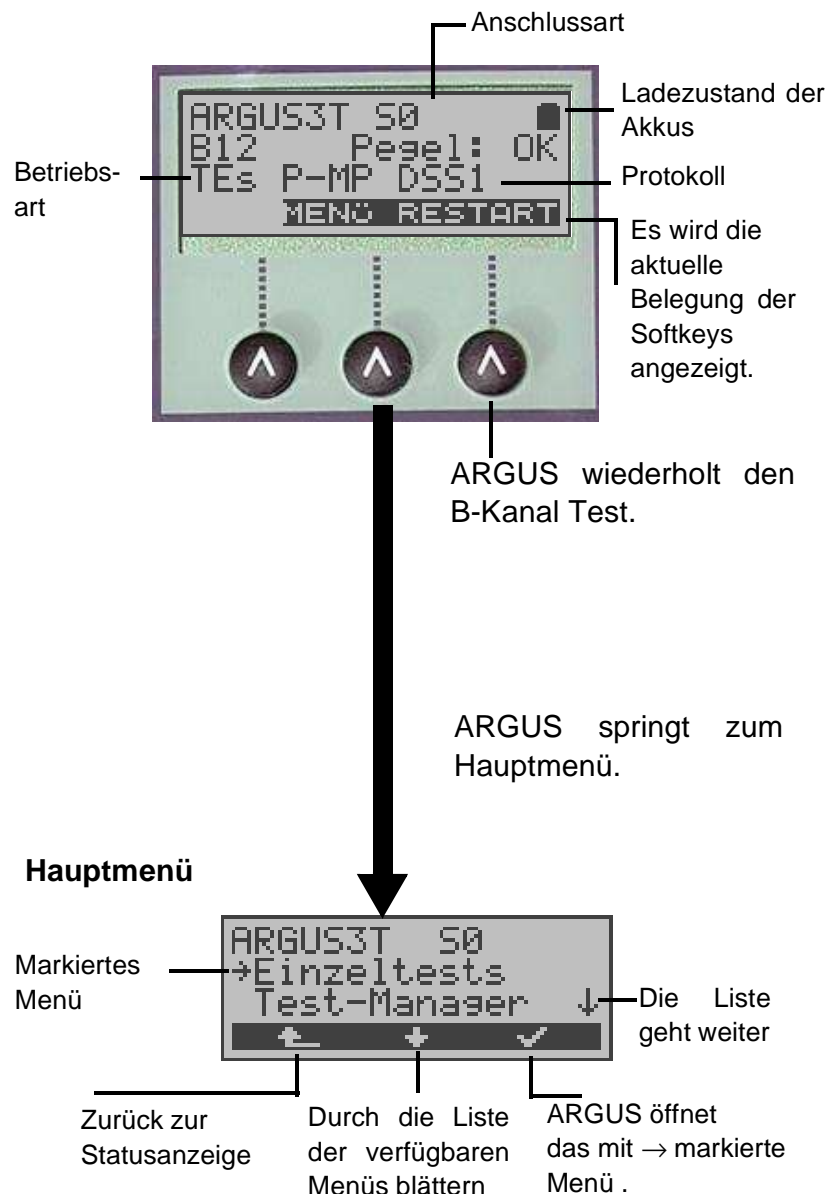 Anschlussart
ARGUS3T S0
B12 Pegel: OK
TEs P-MP DSS1
MENÜ RESTART
Ladezustand der
Akkus
Betriebs-
art
Protokoll
Es wird die
aktuelle
Belegung der
Softkeys
angezeigt.
ARGUS wiederholt den
B-Kanal Test.
ARGUS springt zum
Hauptmenü.
Hauptmenü
ARGUS3T S0
→Einzeltests
Test-Manager ↓
Markiertes
Menü
Die Liste
geht weiter
Zurück zur
Statusanzeige
Durch die Liste
der verfügbaren
Menüs blättern
ARGUS öffnet
das mit → markierte
Menü .